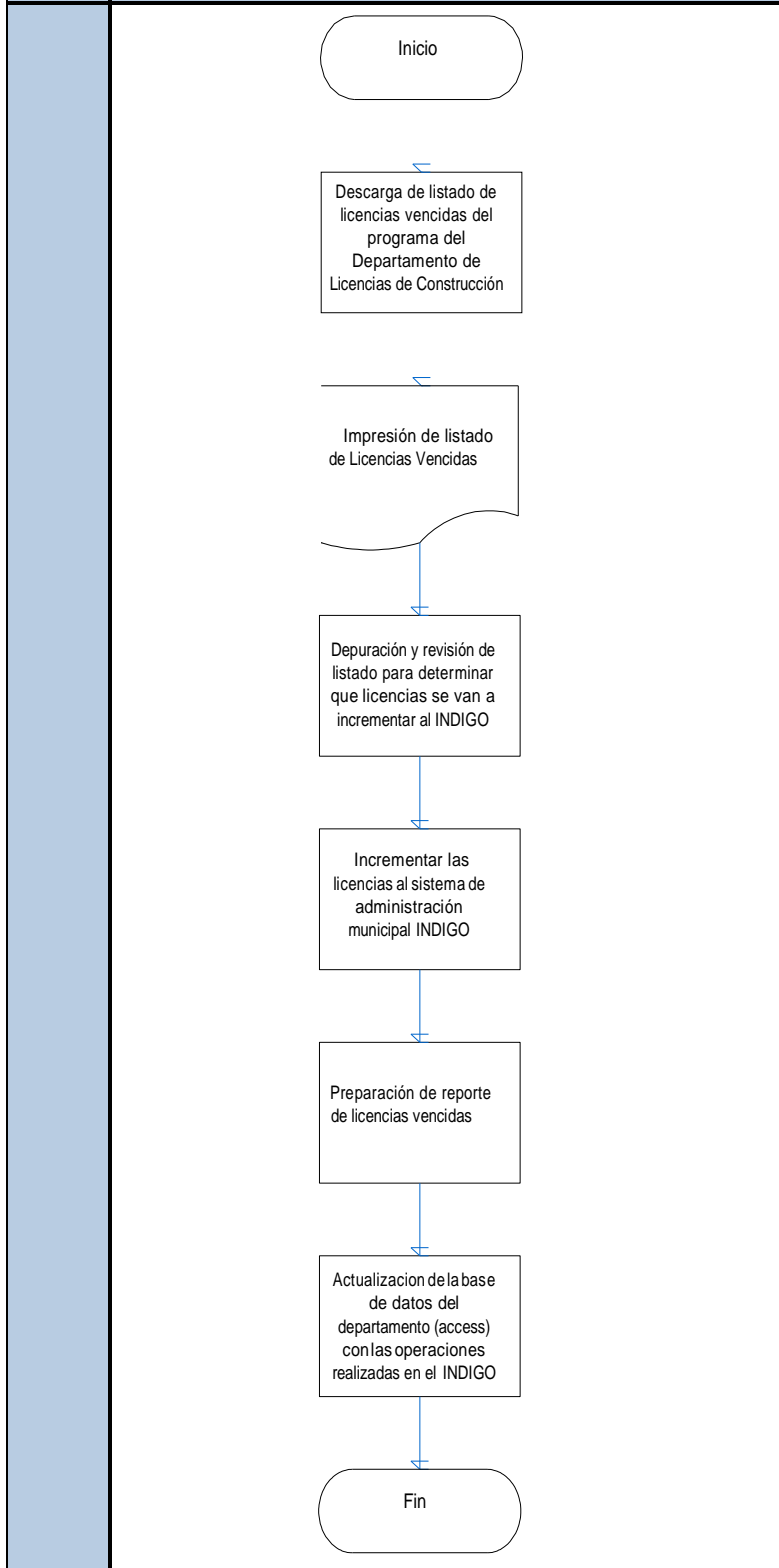 Inicio
Descarga de listado de
licencias vencidas del
programa del
Departamento de
Licencias de Construcción
Impresión de listado
de Licencias Vencidas
Depuración y revisión de
listado para determinar
que licencias se van a
incrementar al INDIGO
Incrementar las
licencias al sistema de
administración
municipal INDIGO
Preparación de reporte
de licencias vencidas
Actualizacion de la base
de datos del
departamento (access)
con las operaciones
realizadas en el INDIGO
Fin